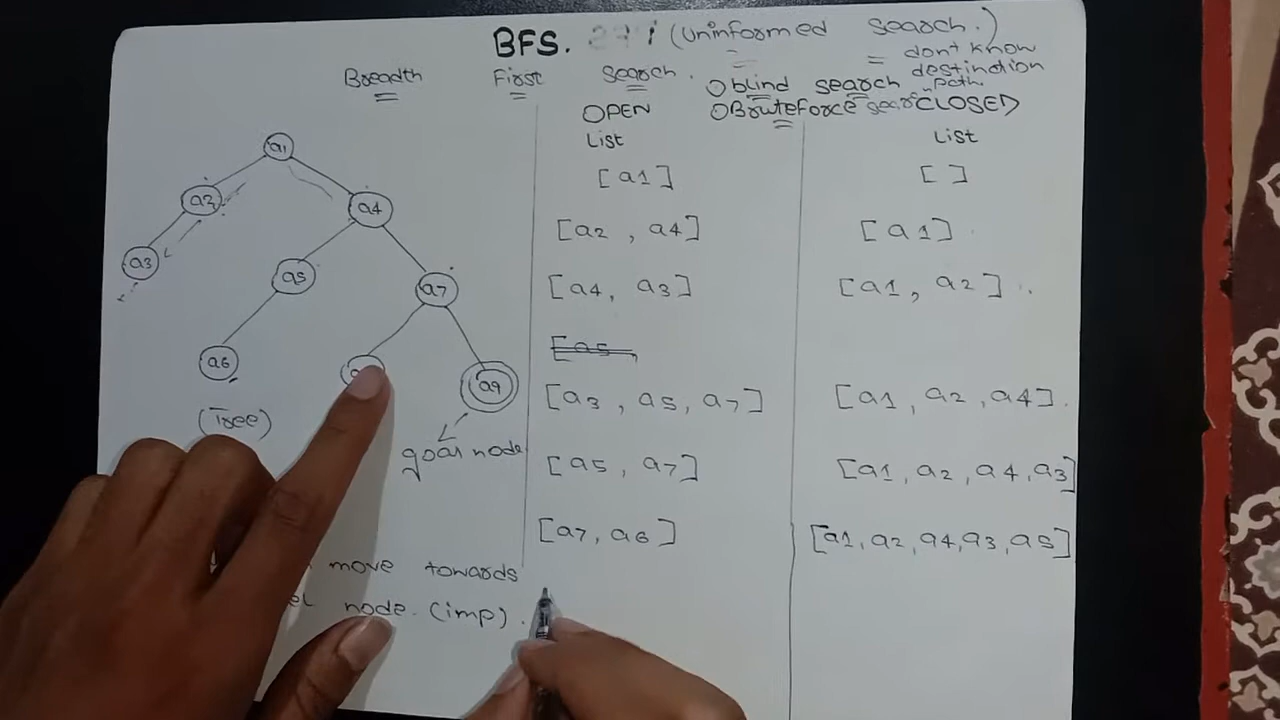 BFS. (Uninformed search.)
= don't know
destination
path
Breadth First Search.
O blind search
O Bruteforce search
OPEN
List
CLOSED
List
[a1] [ ]
[a2, a4] [a1].
[a4, a3] [a1, a2]..
[a5,
[a3, a5, a7] [a1, a2, a4].
[a5, a7] [a1, a2, a4, a3]
[a7, a6] [a1, a2, a4, a3, a5]
a1
a2
a4
a3
a5
a7
a6
a9
(Tree)
goal node
move towards
node. (imp).